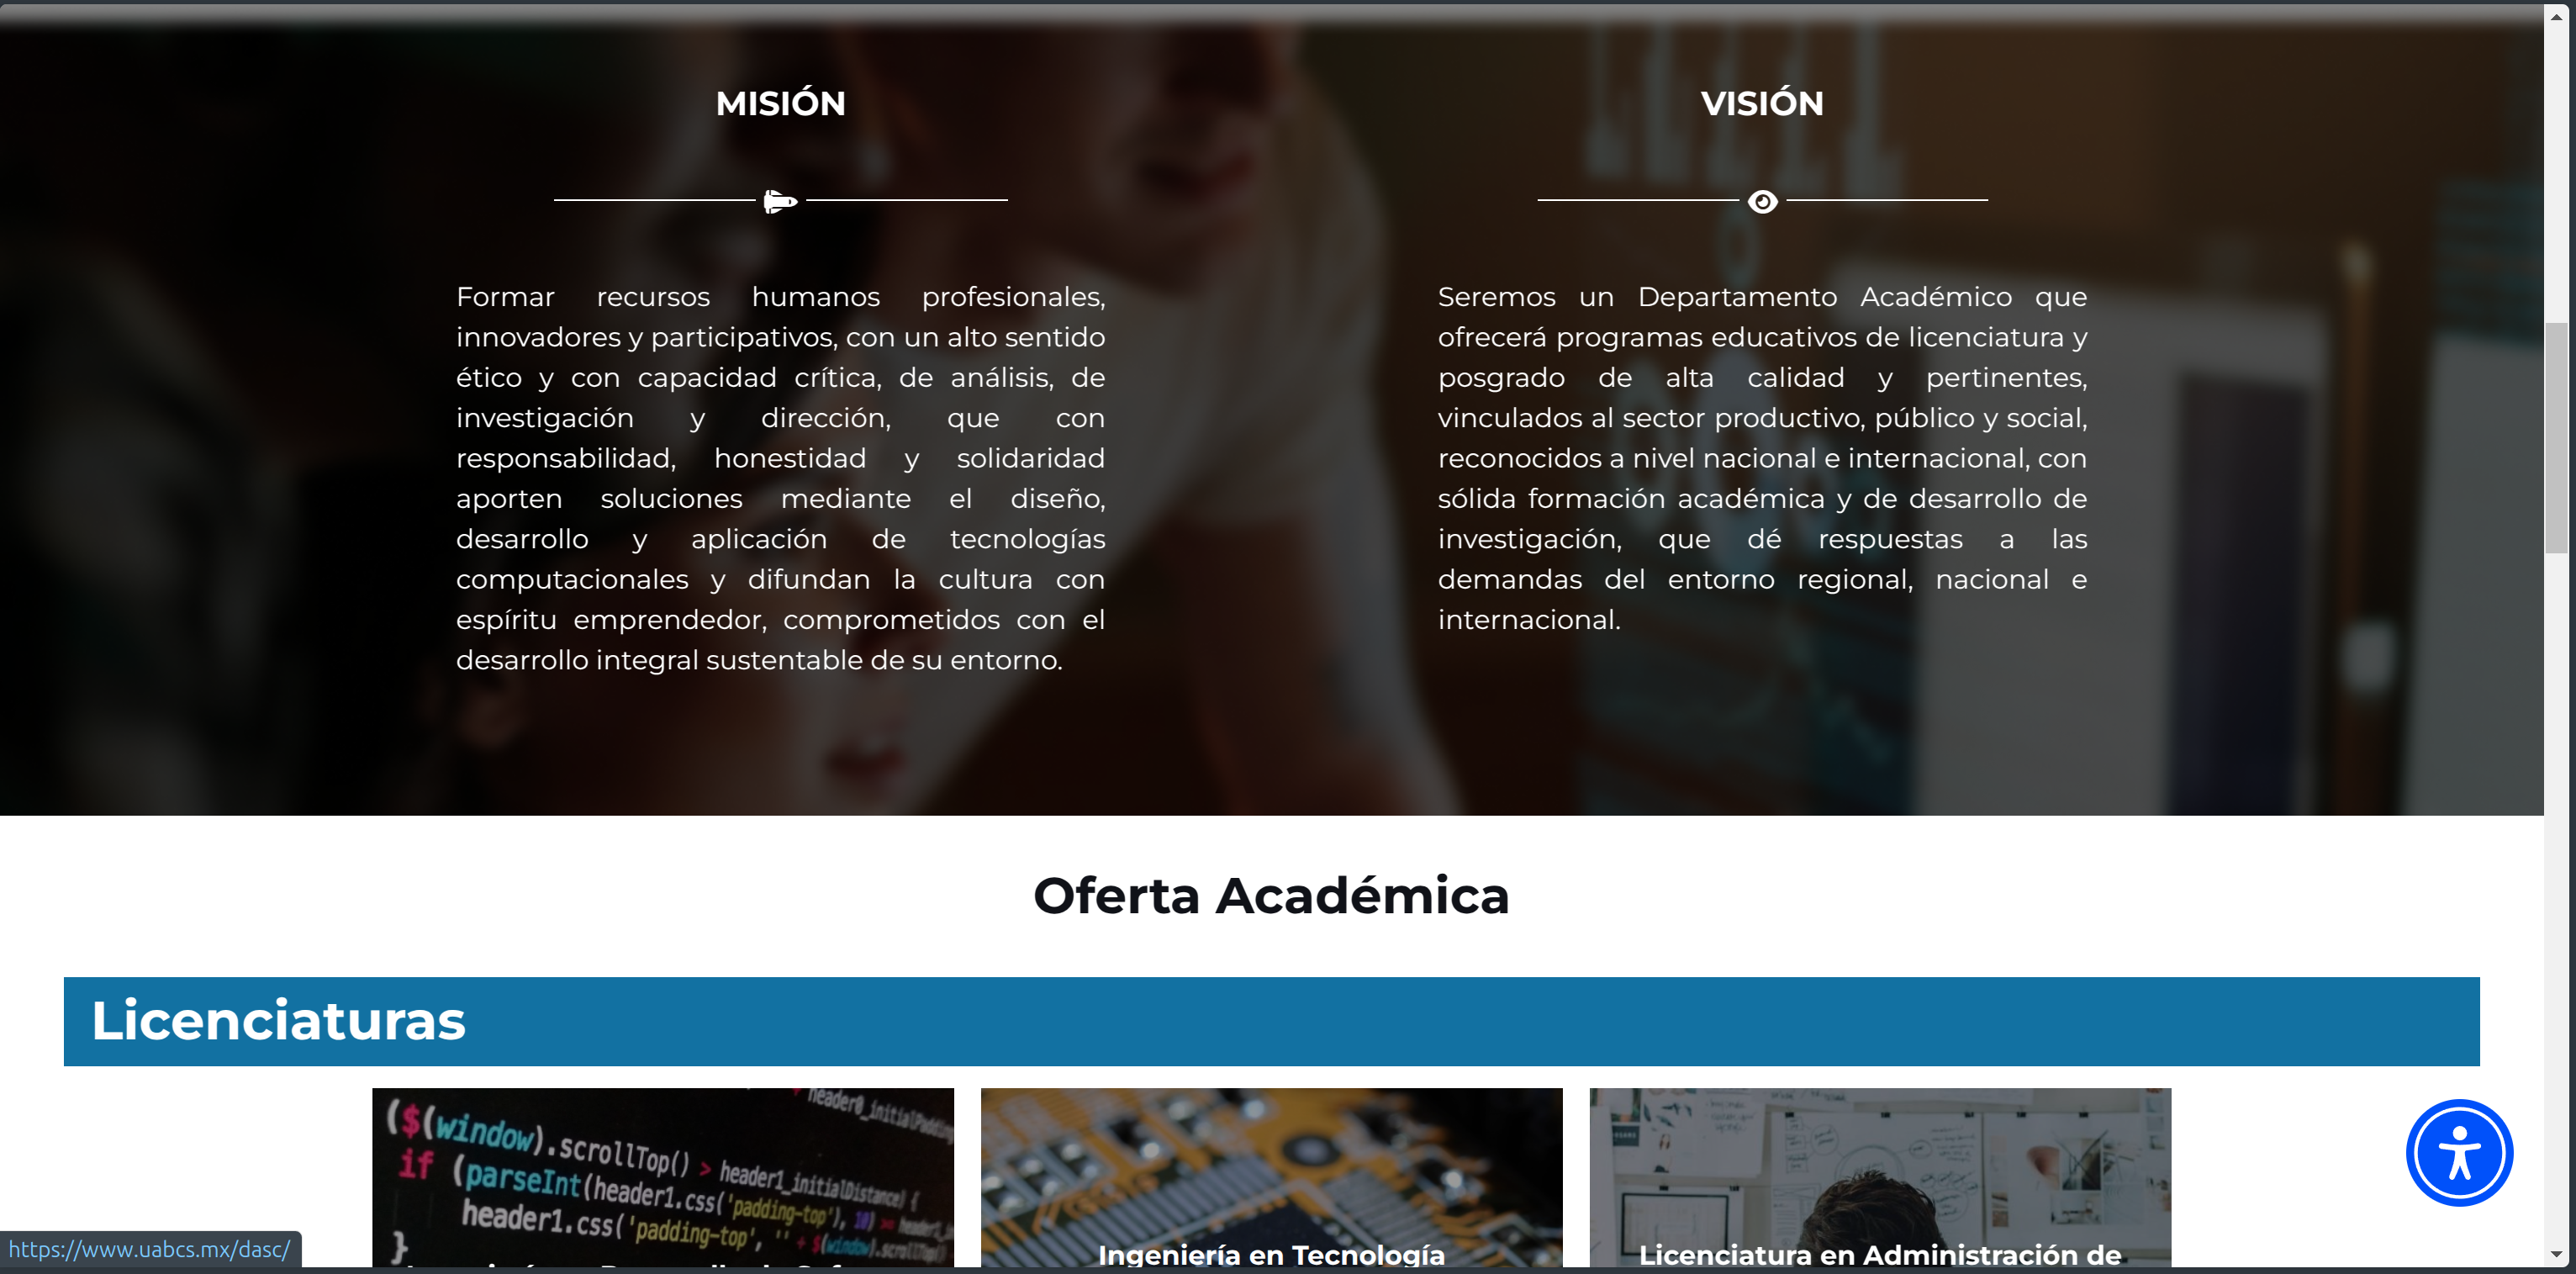 MISIÓN
Formar recursos humanos profesionales,
innovadores y participativos, con un alto sentido
ético y con capacidad crítica, de análisis, de
investigación y dirección, que con
responsabilidad, honestidad y solidaridad
aporten soluciones mediante el diseño,
desarrollo y aplicación de tecnologías
computacionales y difundan la cultura con
espíritu emprendedor, comprometidos con el
desarrollo integral sustentable de su entorno.
VISIÓN
Seremos un Departamento Académico que
ofrecerá programas educativos de licenciatura y
posgrado de alta calidad y pertinentes,
vinculados al sector productivo, público y social,
reconocidos a nivel nacional e internacional, con
sólida formación académica y de desarrollo de
investigación, que dé respuestas a las
demandas del entorno regional, nacional e
internacional.
Oferta Académica
Licenciaturas
header0_initialPadding
($(window).scrollTop() > header1_initialDistance) {
if (parseInt(header1.css('padding-top'), 10) >=
header1.css('padding-top', '' + $(window).scrollTop()
}
Ingeniería en Tecnología
Licenciatura en Administración de
https://www.uabcs.mx/dasc/